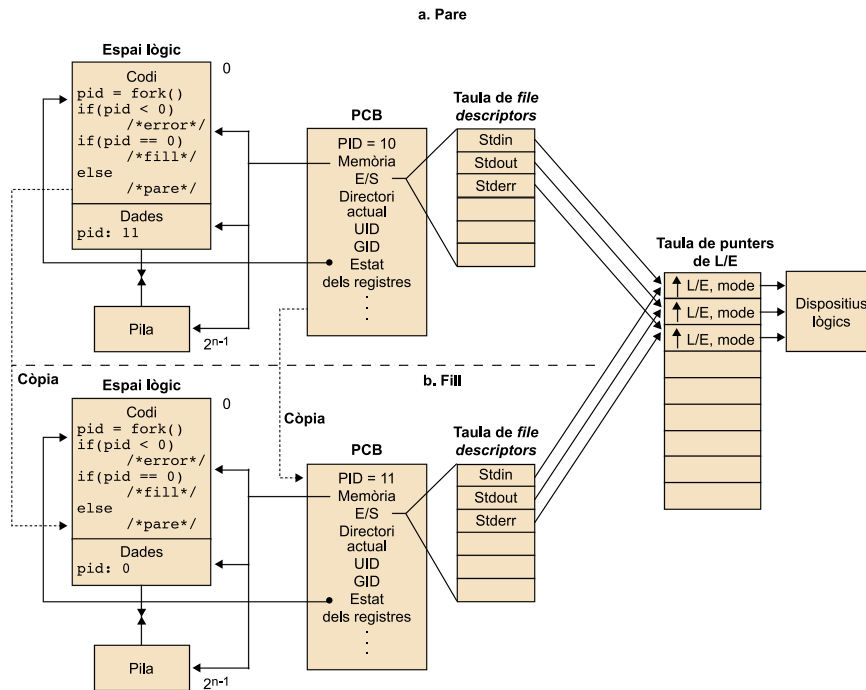 a. Pare
Espai lògic
0
Codi
pid = fork()
if(pid < 0)
/*error*/
if(pid == 0)
/*fill*/
else
/*pare*/
Dades
pid: 11
Pila
2n-1
PCB
PID = 10
Memòria
E/S
Directori
actual
UID
GID
Estat
dels registres
.
.
.
Taula de file
descriptors
Stdin
Stdout
Stderr
Taula de punters
de L/E
L/E, mode
L/E, mode
L/E, mode
Dispositius
lògics
Còpia
Còpia
b. Fill
Espai lògic
0
Codi
pid = fork()
if(pid < 0)
/*error*/
if(pid == 0)
/*fill*/
else
/*pare*/
Dades
pid: 0
Pila
2n-1
PCB
PID = 11
Memòria
E/S
Directori
actual
UID
GID
Estat
dels registres
.
.
.
Taula de file
descriptors
Stdin
Stdout
Stderr